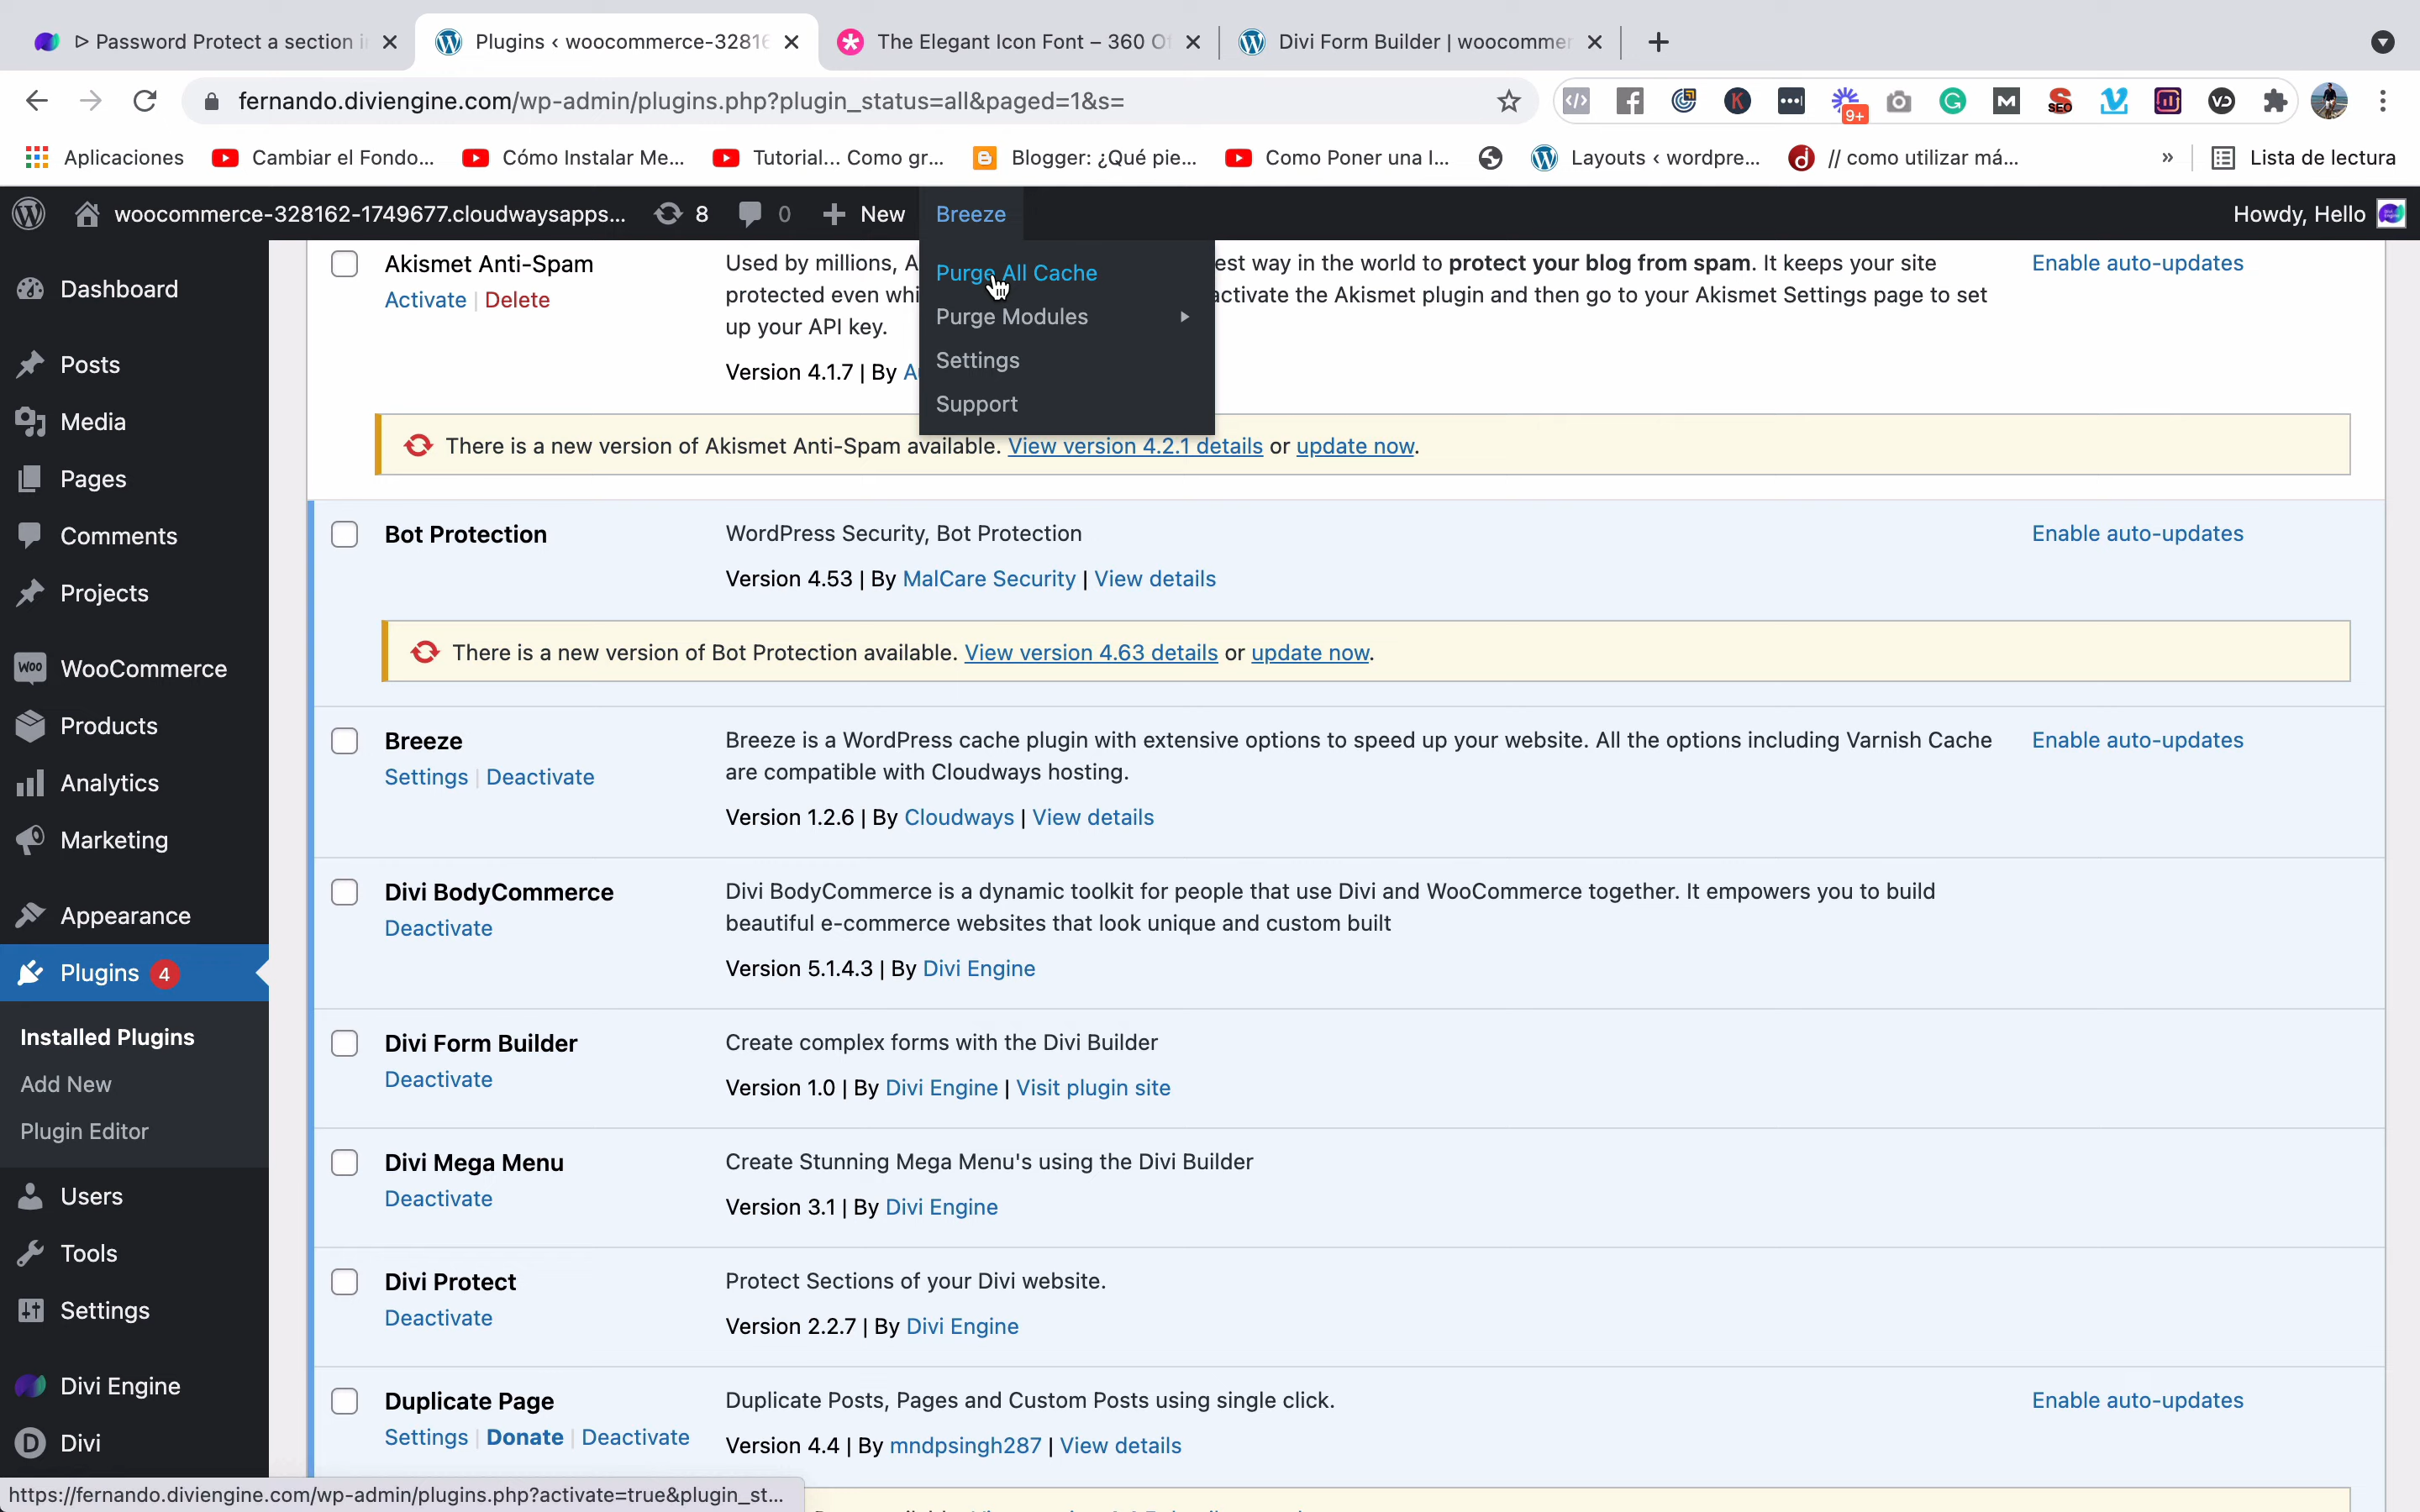 ▷ Password Protect a section i
Plugins ‹ woocommerce-32816
The Elegant Icon Font – 360 O
Divi Form Builder | woocommer
fernando.diviengine.com/wp-admin/plugins.php?plugin_status=all&paged=1&s=
9+
SEO
Aplicaciones
Cambiar el Fondo...
Cómo Instalar Me...
Tutorial... Como gr...
Blogger: ¿Qué pie...
Como Poner una I...
Layouts ‹ wordpre...
// como utilizar má...
»
Lista de lectura
woocommerce-328162-1749677.cloudwaysapps...
8
0
New
Breeze
Howdy, Hello
Purge All Cache
Purge Modules
Settings
Support
Dashboard
Posts
Media
Pages
Comments
Projects
WooCommerce
Products
Analytics
Marketing
Appearance
Plugins 4
Installed Plugins
Add New
Plugin Editor
Users
Tools
Settings
Divi Engine
Divi
Akismet Anti-Spam
Activate | Delete
Used by millions, A est way in the world to protect your blog from spam. It keeps your site
protected even whi activate the Akismet plugin and then go to your Akismet Settings page to set
up your API key.
Version 4.1.7 | By A
Enable auto-updates
There is a new version of Akismet Anti-Spam available. View version 4.2.1 details or update now.
Bot Protection
WordPress Security, Bot Protection
Version 4.53 | By MalCare Security | View details
Enable auto-updates
There is a new version of Bot Protection available. View version 4.63 details or update now.
Breeze
Settings | Deactivate
Breeze is a WordPress cache plugin with extensive options to speed up your website. All the options including Varnish Cache
are compatible with Cloudways hosting.
Version 1.2.6 | By Cloudways | View details
Enable auto-updates
Divi BodyCommerce
Deactivate
Divi BodyCommerce is a dynamic toolkit for people that use Divi and WooCommerce together. It empowers you to build
beautiful e-commerce websites that look unique and custom built
Version 5.1.4.3 | By Divi Engine
Divi Form Builder
Deactivate
Create complex forms with the Divi Builder
Version 1.0 | By Divi Engine | Visit plugin site
Divi Mega Menu
Deactivate
Create Stunning Mega Menu's using the Divi Builder
Version 3.1 | By Divi Engine
Divi Protect
Deactivate
Protect Sections of your Divi website.
Version 2.2.7 | By Divi Engine
Duplicate Page
Settings | Donate | Deactivate
Duplicate Posts, Pages and Custom Posts using single click.
Version 4.4 | By mndpsingh287 | View details
Enable auto-updates
https://fernando.diviengine.com/wp-admin/plugins.php?activate=true&plugin_st...